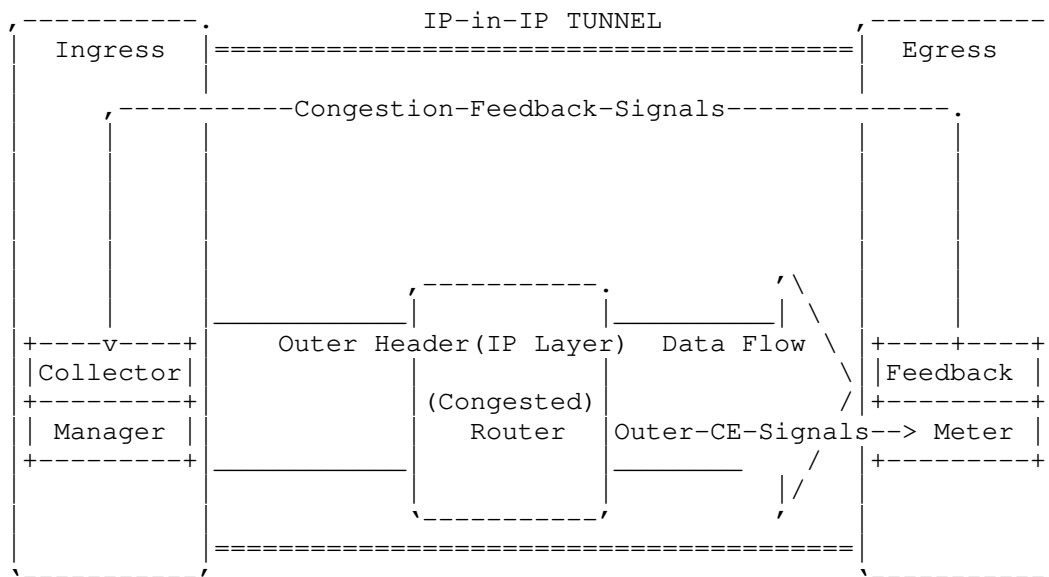 IP-in-IP TUNNEL
Ingress Egress
Congestion-Feedback-Signals
Outer Header(IP Layer) Data Flow
Collector Feedback
(Congested)
Manager Router Outer-CE-Signals--> Meter